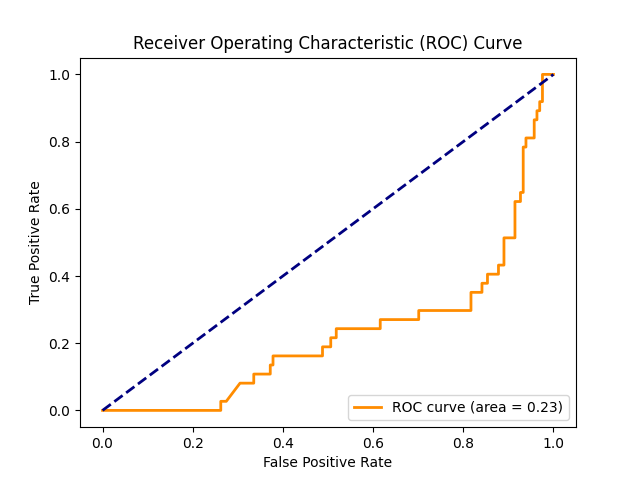 Receiver Operating Characteristic (ROC) Curve
True Positive Rate
1.0
0.8
0.6
0.4
0.2
0.0
ROC curve (area = 0.23)
0.0 0.2 0.4 0.6 0.8 1.0
False Positive Rate